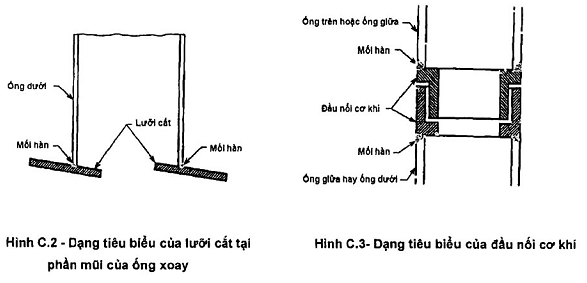 Ống dưới
Lưỡi cắt
Mối hàn
Mối hàn
Hình C.2 - Dạng tiêu biểu của lưỡi cắt tại
phần mũi của ống xoay
Ống trên hoặc ống giữa
Mối hàn
Đầu nối cơ khi
Mối hàn
Ống giữa hay ống dưới
Hình C.3- Dạng tiêu biểu của đầu nối cơ khi